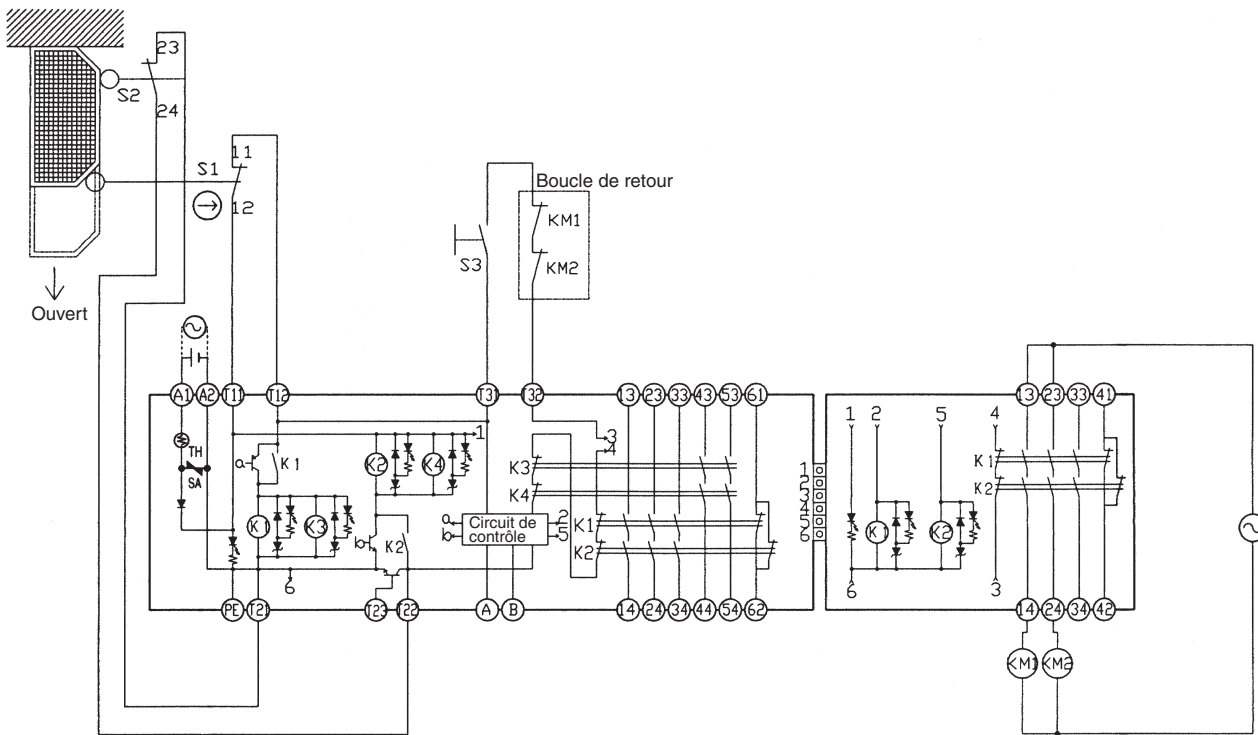 23
S2
24
11
S1
12
Ouvert
Boucle de retour
KM1
S3
KM2
A1 A2 T11 T12 T31 T32 13 23 33 43 53 61
13 23 33 41
1 2 5 4
1
3
4
TH
a K1
K2 K4
SA
K3
K4
K1
K2
1
2
3
4
5
6
K1 K3
b K2
a Circuit de 2
b contrôle 5
K1
K2
K1 K2
6
6 3
PE T21 T23 T22 A B 14 24 34 44 54 62
14 24 34 42
KM1 KM2